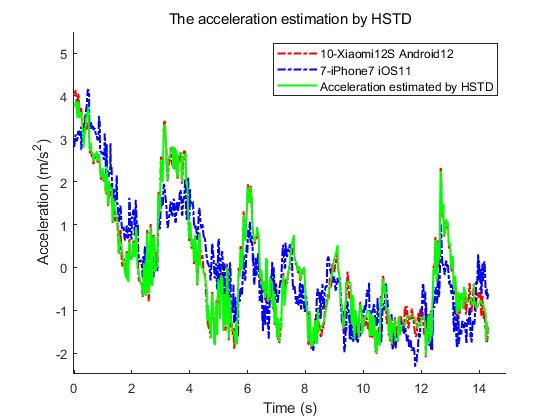 The acceleration estimation by HSTD
10-Xiaomi12S Android12
7-iPhone7 iOS11
Acceleration estimated by HSTD
Acceleration (m/s²)
5
4
3
2
1
0
-1
-2
0 2 4 6 8 10 12 14
Time (s)